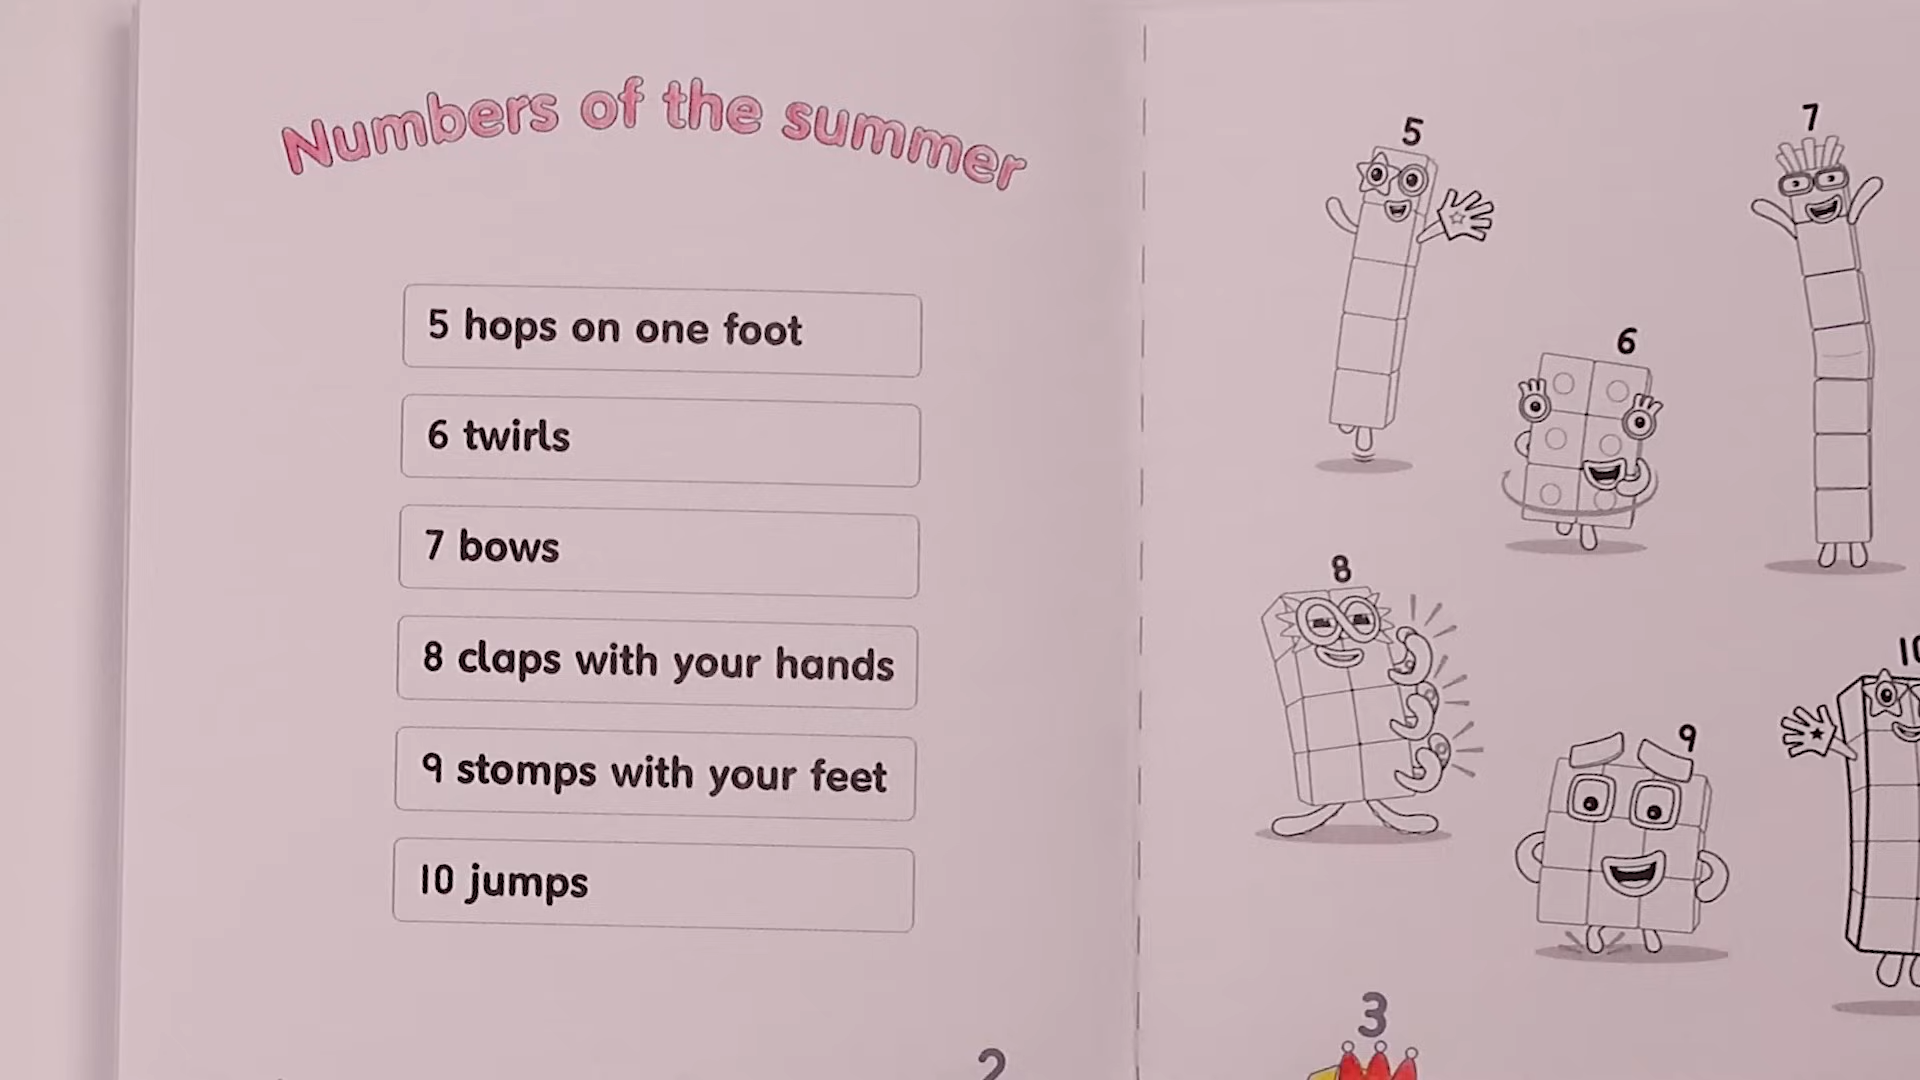 Numbers of the summer
5 hops on one foot
6 twirls
7 bows
8 claps with your hands
9 stomps with your feet
10 jumps
2
5
7
6
8
10
9
3